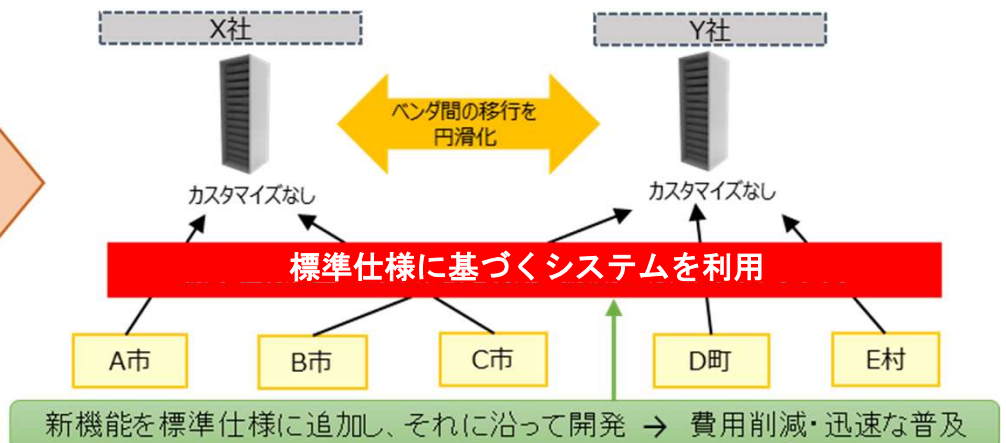 X社
Y社
ベンダ間の移行を
円滑化
カスタマイズなし
カスタマイズなし
標準仕様に基づくシステムを利用
A市
B市
C市
D町
E村
新機能を標準仕様に追加し、それに沿って開発 → 費用削減・迅速な普及